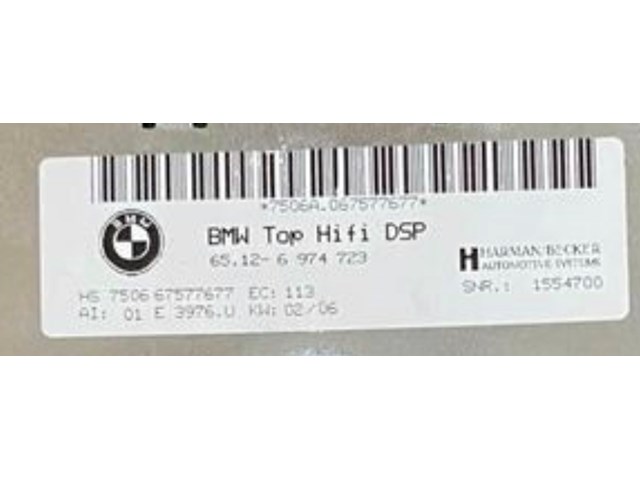 *7506A.067577677*
BMW
BMW Top Hifi DSP
65.12- 6 974 723
HARMAN/BECKER
AUTOMOTIVE SYSTEMS
HS 7506 67577677 EC: 113
SNR.: 1554700
AI: 01 E 3976.U KW: 02/06